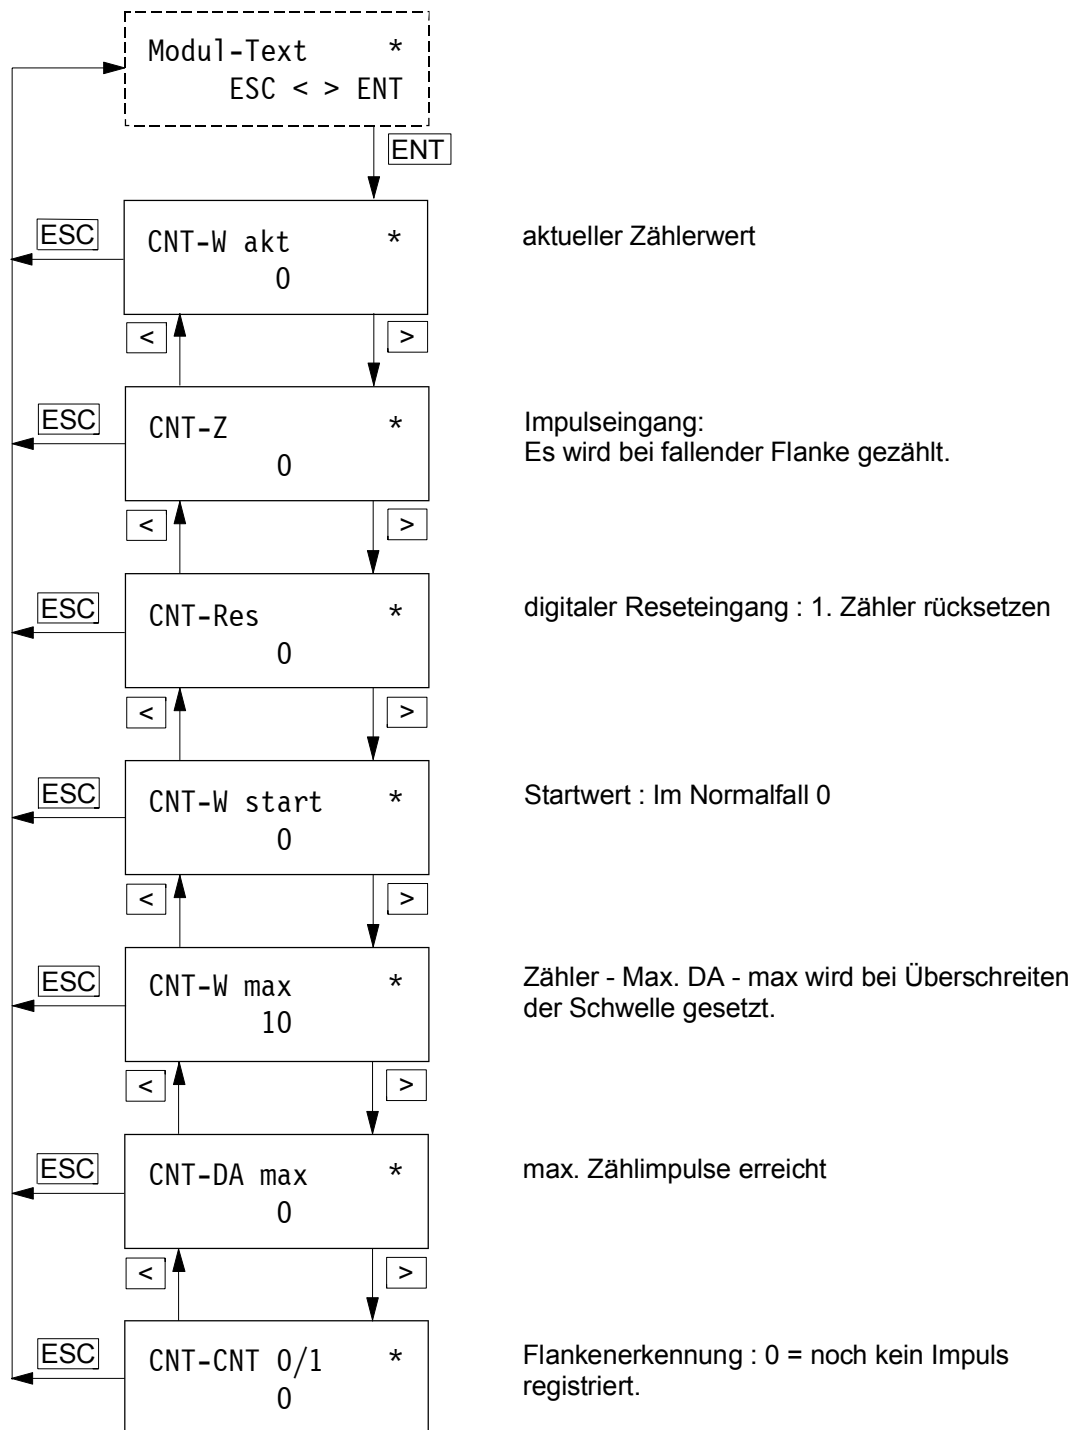 Modul-Text *
ESC < > ENT
ENT
ESC
CNT-W akt *
0
aktueller Zählerwert
< >
ESC
CNT-Z *
0
Impulseingang:
Es wird bei fallender Flanke gezählt.
< >
ESC
CNT-Res *
0
digitaler Reseteingang : 1. Zähler rücksetzen
< >
ESC
CNT-W start *
0
Startwert : Im Normalfall 0
< >
ESC
CNT-W max *
10
Zähler - Max. DA - max wird bei Überschreiten
der Schwelle gesetzt.
< >
ESC
CNT-DA max *
0
max. Zählimpulse erreicht
< >
ESC
CNT-CNT 0/1 *
0
Flankenerkennung : 0 = noch kein Impuls
registriert.